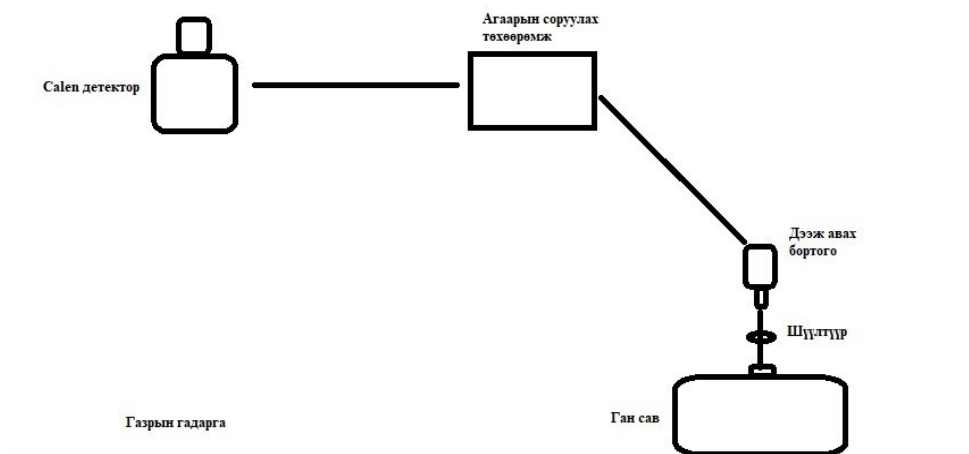 Агаарын соруулах
төхөөрөмж
Calen детектор
Дээж авах
бортого
Шүүлтүүр
Ган сав
Газрын гадарга